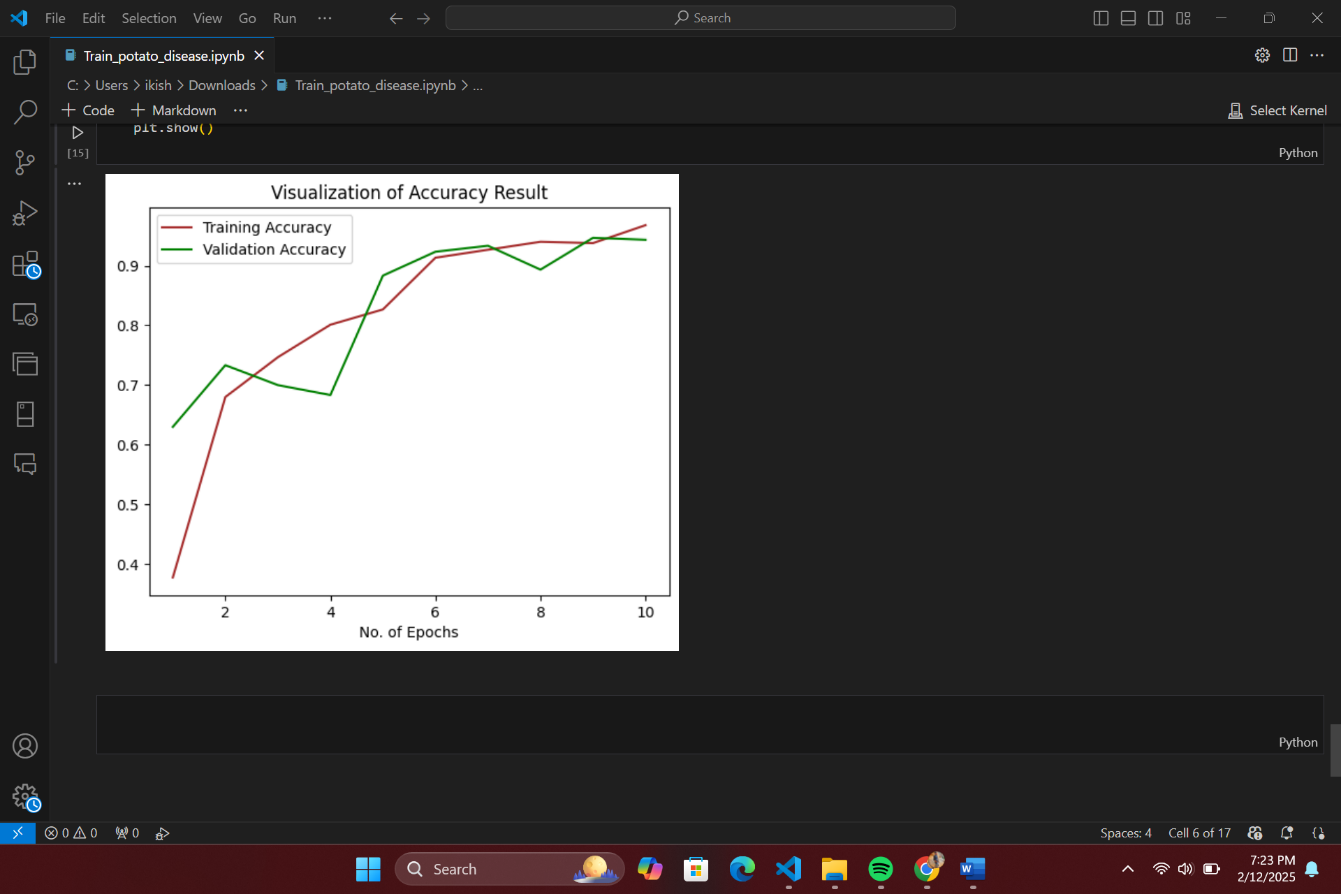 File Edit Selection View Go Run ...
Search
Train_potato_disease.ipynb
C: > Users > ikish > Downloads > Train_potato_disease.ipynb > ...
+ Code + Markdown ...
Select Kernel
plt.show()
[15]
Python
...
Visualization of Accuracy Result
Training Accuracy
Validation Accuracy
0.9
0.8
0.7
0.6
0.5
0.4
2 4 6 8 10
No. of Epochs
Python
0 0 0
Spaces: 4 Cell 6 of 17
Search
7:23 PM
2/12/2025